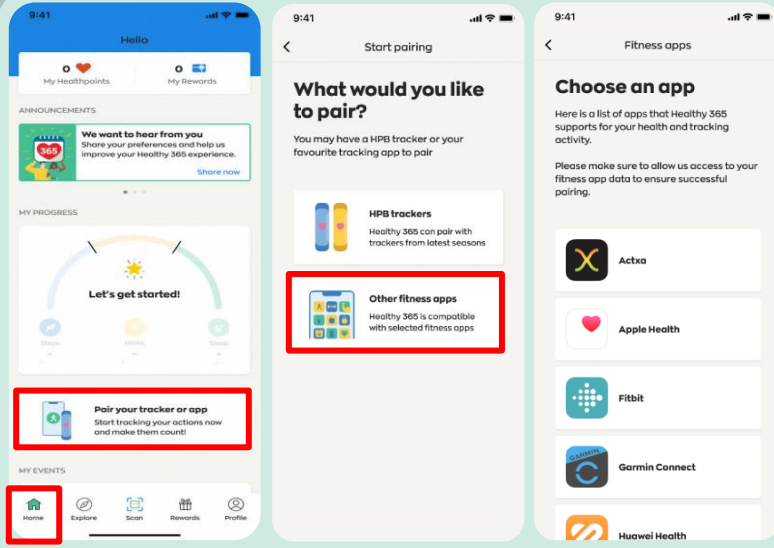 9:41
Hello
0
0
My Healthpoints
My Rewards
ANNOUNCEMENTS
365
We want to hear from you
Share your preferences and help us
improve your Healthy 365 experience.
Share now
MY PROGRESS
Let's get started!
Steps
MVPA
Sleep
Pair your tracker or app
Start tracking your actions now
and make them count!
MY EVENTS
Home
Explore
Scan
Rewards
Profile
9:41
Start pairing
What would you like
to pair?
You may have a HPB tracker or your
favourite tracking app to pair
HPB trackers
Healthy 365 can pair with
trackers from latest seasons
Other fitness apps
Healthy 365 is compatible
with selected fitness apps
9:41
Fitness apps
Choose an app
Here is a list of apps that Healthy 365
supports for your health and tracking
activity.
Please make sure to allow us access to your
fitness app data to ensure successful
pairing.
Actxa
Apple Health
Fitbit
GARMIN
Garmin Connect
Huawei Health